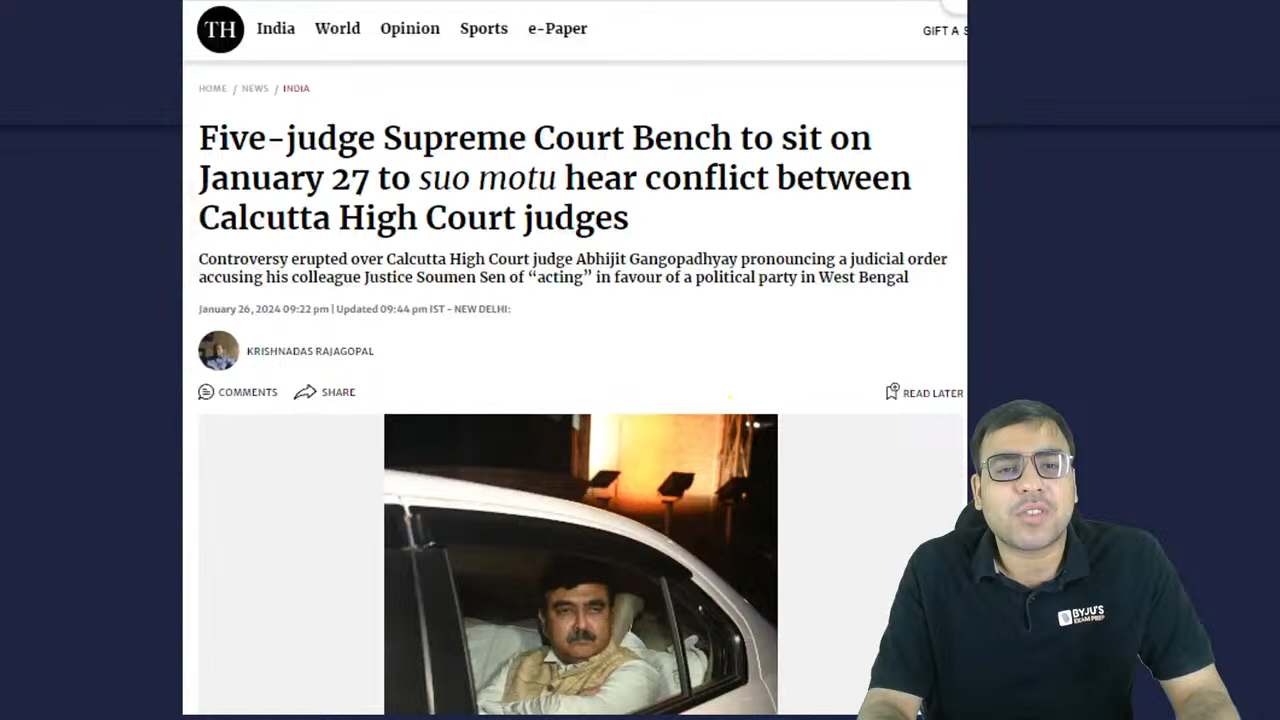 TH India World Opinion Sports e-Paper
GIFT A S
HOME / NEWS / INDIA
Five-judge Supreme Court Bench to sit on
January 27 to suo motu hear conflict between
Calcutta High Court judges
Controversy erupted over Calcutta High Court judge Abhijit Gangopadhyay pronouncing a judicial order
accusing his colleague Justice Soumen Sen of “acting” in favour of a political party in West Bengal
January 26, 2024 09:22 pm | Updated 09:44 pm IST - NEW DELHI:
KRISHNADAS RAJAGOPAL
COMMENTS SHARE
READ LATER
BYJU'S
EXAM PREP